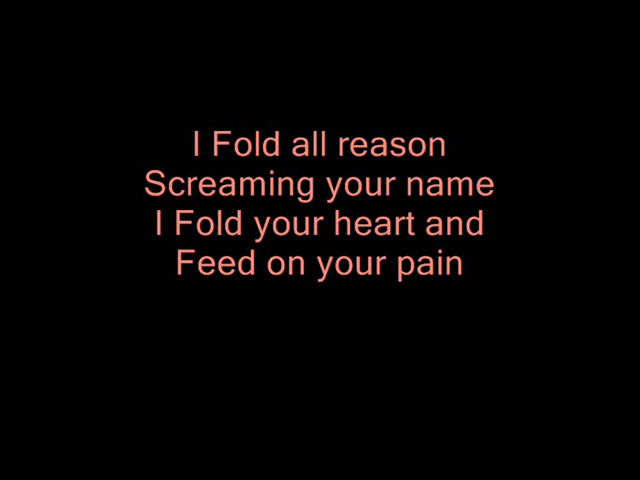 I Fold all reason
Screaming your name
I Fold your heart and
Feed on your pain